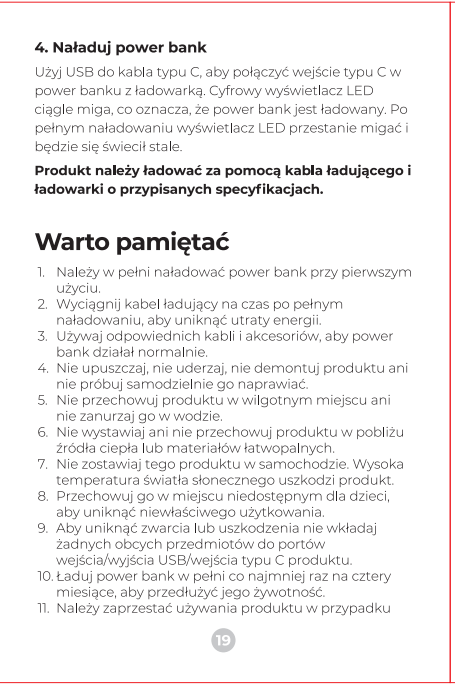 4. Naładuj power bank
Użyj USB do kabla typu C, aby połączyć wejście typu C w
power banku z ładowarką. Cyfrowy wyświetlacz LED
ciągle miga, co oznacza, że power bank jest ładowany. Po
pełnym naładowaniu wyświetlacz LED przestanie migać i
będzie się świecił stale.
Produkt należy ładować za pomocą kabla ładującego i
ładowarki o przypisanych specyfikacjach.
Warto pamiętać
1. Należy w pełni naładować power bank przy pierwszym
użyciu.
2. Wyciągnij kabel ładujący na czas po pełnym
naładowaniu, aby uniknąć utraty energii.
3. Używaj odpowiednich kabli i akcesoriów, aby power
bank działał normalnie.
4. Nie upuszczaj, nie uderzaj, nie demontuj produktu ani
nie próbuj samodzielnie go naprawiać.
5. Nie przechowuj produktu w wilgotnym miejscu ani
nie zanurzaj go w wodzie.
6. Nie wystawiaj ani nie przechowuj produktu w pobliżu
źródła ciepła lub materiałów łatwopalnych.
7. Nie zostawiaj tego produktu w samochodzie. Wysoka
temperatura światła słonecznego uszkodzi produkt.
8. Przechowuj go w miejscu niedostępnym dla dzieci,
aby uniknąć niewłaściwego użytkowania.
9. Aby uniknąć zwarcia lub uszkodzenia nie wkładaj
żadnych obcych przedmiotów do portów
wejścia/wyjścia USB/wejścia typu C produktu.
10. Ładuj power bank w pełni co najmniej raz na cztery
miesiące, aby przedłużyć jego żywotność.
11. Należy zaprzestać używania produktu w przypadku
19